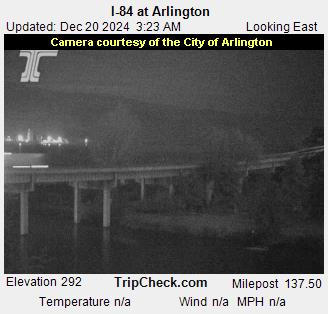 I-84 at Arlington
Updated: Dec 20 2024 3:23 AM Looking East
Camera courtesy of the City of Arlington
Elevation 292 TripCheck.com Milepost 137.50
Temperature n/a Wind n/a MPH n/a